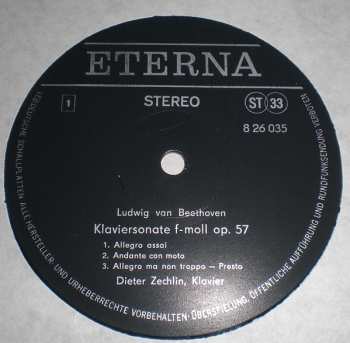 ETERNA
1
STEREO
ST 33
8 26 035
Ludwig van Beethoven
Klaviersonate f-moll op. 57
1. Allegro assai
2. Andante con moto
3. Allegro ma non troppo – Presto
Dieter Zechlin, Klavier
VEB DEUTSCHE SCHALLPLATTEN ALLE HERSTELLER- UND URHEBERRECHTE VORBEHALTEN · ÜBERSPIELUNG, ÖFFENTLICHE AUFFÜHRUNG UND RUNDFUNKSENDUNG VERBOTEN